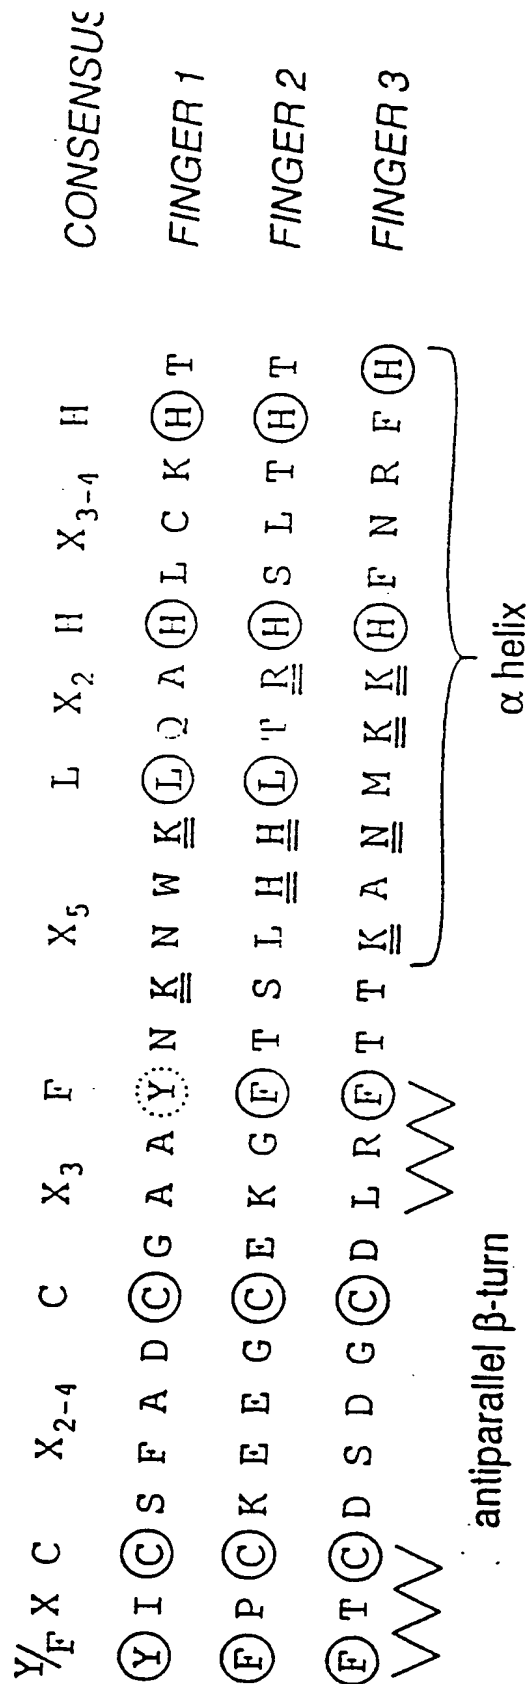 Y/F X C X₂₋₄ C X₃ F X₅ L X₂ H X₃₋₄ H CONSENSUS
Y I C S F A D C G A A Y N K N W K L Q A H L C K H T FINGER 1
F P C K E E G C E K G F T S L H H L T R H S L T H T FINGER 2
F T C D S D G C D L R F T T K A N M K K H F N R F H FINGER 3
antiparallel β-turn α helix